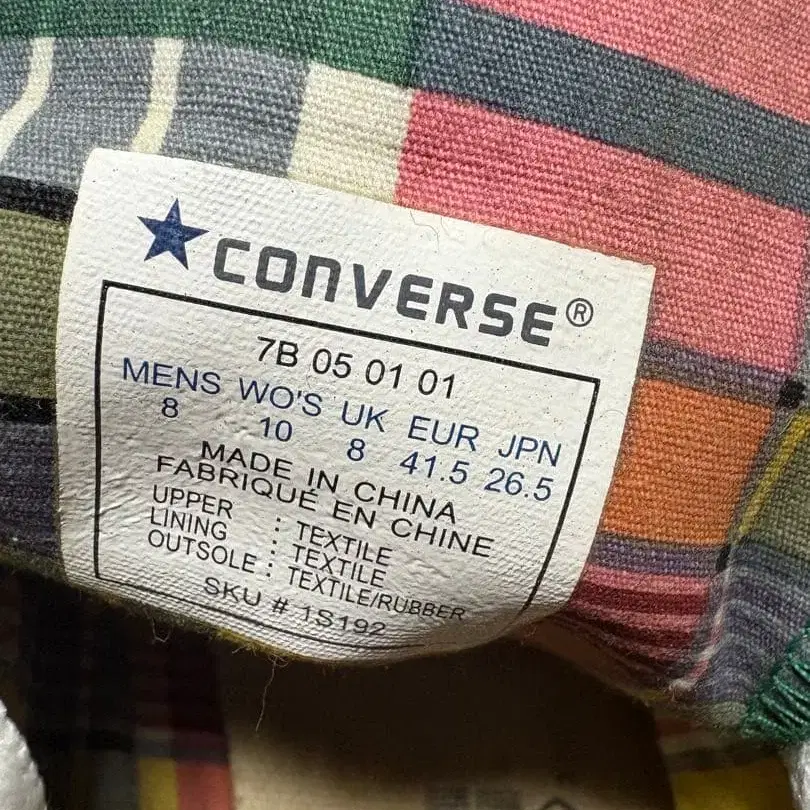 CONVERSE®
7B 05 01 01
MENS WO'S UK EUR JPN
8 10 8 41.5 26.5
MADE IN CHINA
FABRIQUÉ EN CHINE
UPPER : TEXTILE
LINING : TEXTILE
OUTSOLE : TEXTILE/RUBBER
SKU # 1S192